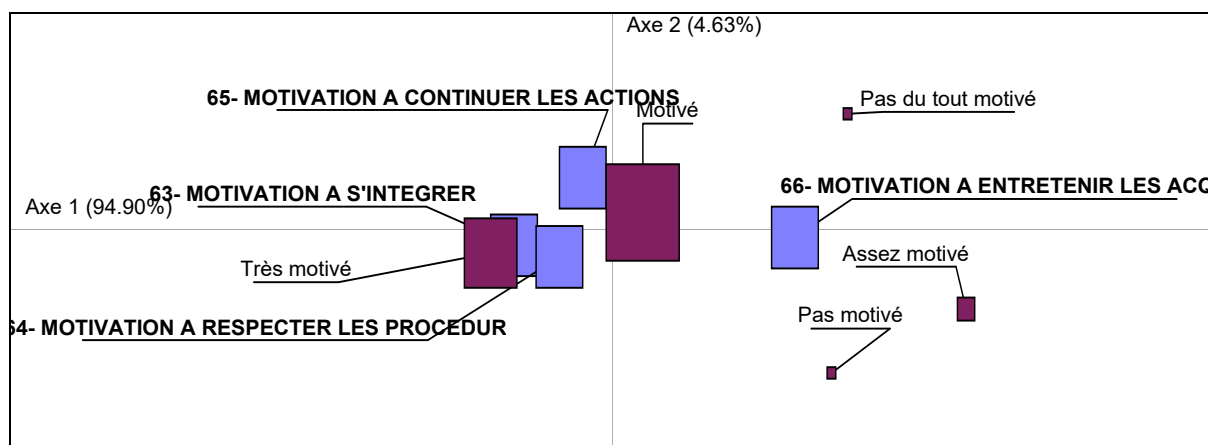 Axe 2 (4.63%)
65- MOTIVATION A CONTINUER LES ACTIONS
Pas du tout motivé
Motivé
63- MOTIVATION A S'INTEGRER
66- MOTIVATION A ENTRETENIR LES ACQ
Axe 1 (94.90%)
Assez motivé
Très motivé
Pas motivé
64- MOTIVATION A RESPECTER LES PROCEDUR